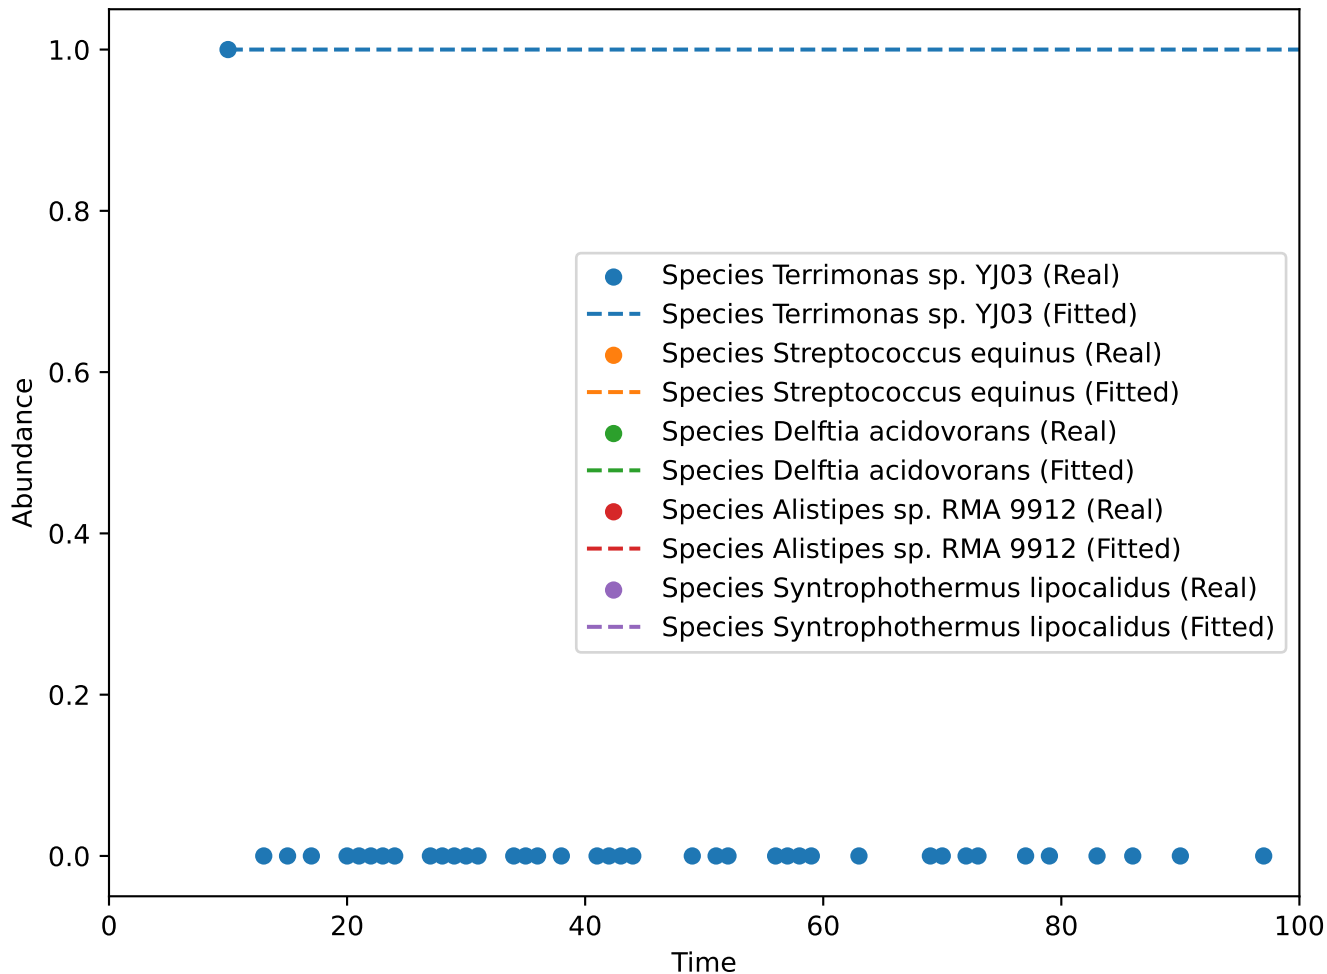 1.0
0.8
0.6
0.4
0.2
0.0
Abundance
Species Terrimonas sp. YJ03 (Real)
Species Terrimonas sp. YJ03 (Fitted)
Species Streptococcus equinus (Real)
Species Streptococcus equinus (Fitted)
Species Delftia acidovorans (Real)
Species Delftia acidovorans (Fitted)
Species Alistipes sp. RMA 9912 (Real)
Species Alistipes sp. RMA 9912 (Fitted)
Species Syntrophothermus lipocalidus (Real)
Species Syntrophothermus lipocalidus (Fitted)
0 20 40 60 80 100
Time